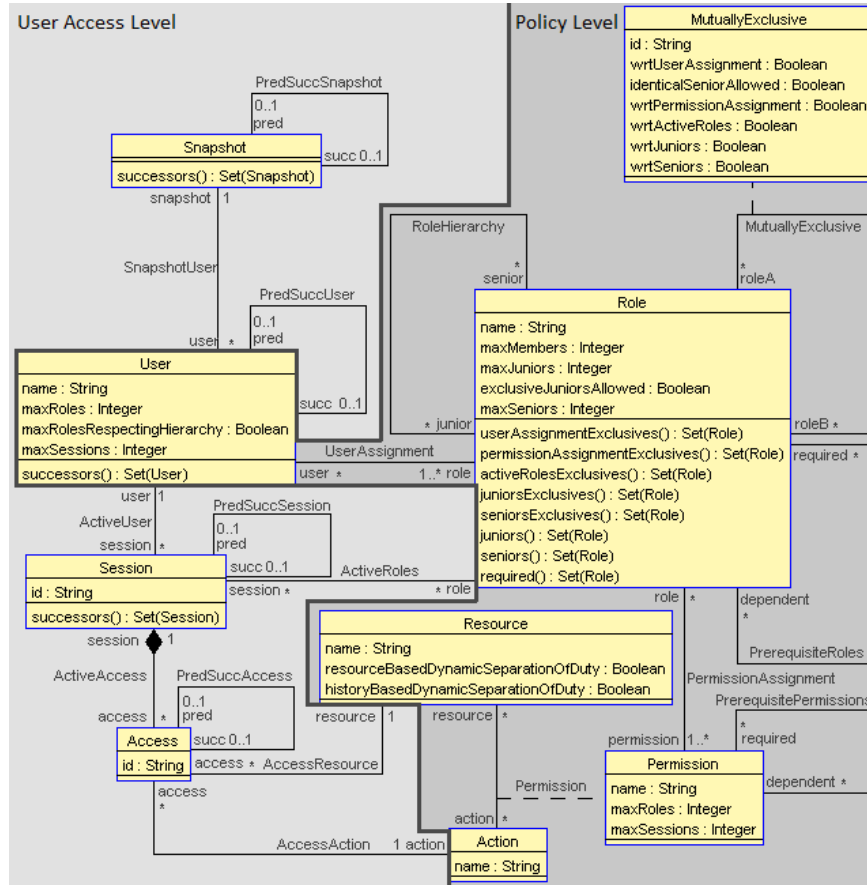 User Access Level
Policy Level
MutuallyExclusive
id : String
wrtUserAssignment : Boolean
identicalSeniorAllowed : Boolean
wrtPermissionAssignment : Boolean
wrtActiveRoles : Boolean
wrtJuniors : Boolean
wrtSeniors : Boolean
PredSuccSnapshot
0..1
pred
succ 0..1
Snapshot
successors() : Set(Snapshot)
snapshot 1
SnapshotUser
user *
RoleHierarchy
*
senior
* junior
MutuallyExclusive
*
roleA
roleB *
required *
PredSuccUser
0..1
pred
succ 0..1
User
name : String
maxRoles : Integer
maxRolesRespectingHierarchy : Boolean
maxSessions : Integer
successors() : Set(User)
Role
name : String
maxMembers : Integer
maxJuniors : Integer
exclusiveJuniorsAllowed : Boolean
maxSeniors : Integer
userAssignmentExclusives() : Set(Role)
permissionAssignmentExclusives() : Set(Role)
activeRolesExclusives() : Set(Role)
juniorsExclusives() : Set(Role)
seniorsExclusives() : Set(Role)
juniors() : Set(Role)
seniors() : Set(Role)
required() : Set(Role)
UserAssignment
user *
1..* role
user 1
ActiveUser
session *
PredSuccSession
0..1
pred
succ 0..1
Session
id : String
successors() : Set(Session)
ActiveRoles
session *
* role
session 1
ActiveAccess
access *
PredSuccAccess
0..1
pred
succ 0..1
Access
id : String
access * AccessResource
resource 1
Resource
name : String
resourceBasedDynamicSeparationOfDuty : Boolean
historyBasedDynamicSeparationOfDuty : Boolean
resource *
Permission
action *
role *
dependent
*
PrerequisiteRoles
PermissionAssignment
PrerequisitePermissions
*
required
permission 1..*
Permission
name : String
maxRoles : Integer
maxSessions : Integer
dependent *
access
*
AccessAction
1 action
Action
name : String